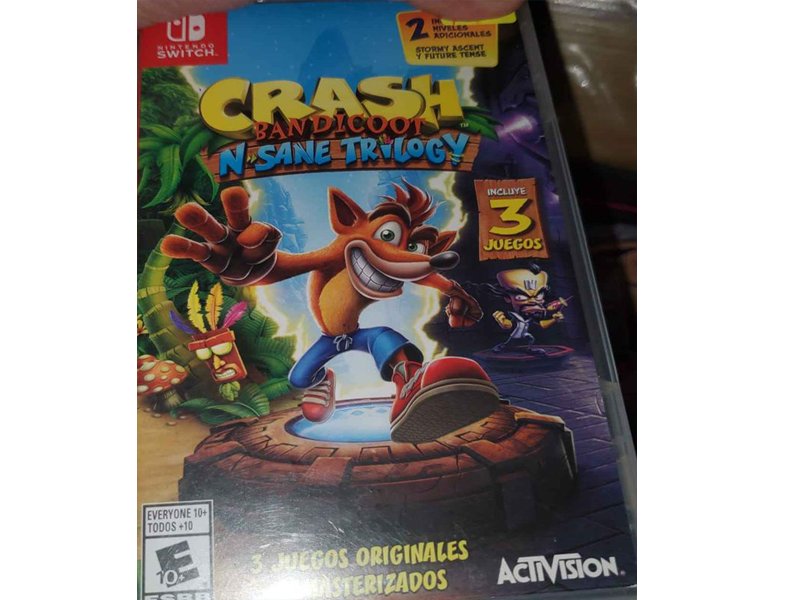 NINTENDO
SWITCH
2
NIVELES
ADICIONALES
STORMY ASCENT
Y FUTURE TENSE
CRASH
BANDICOOT
N. SANE TRILOGY
TM
INCLUYE
3
JUEGOS
EVERYONE 10+
TODOS +10
E
10+
ESRB
3 JUEGOS ORIGINALES
ACTIVISION